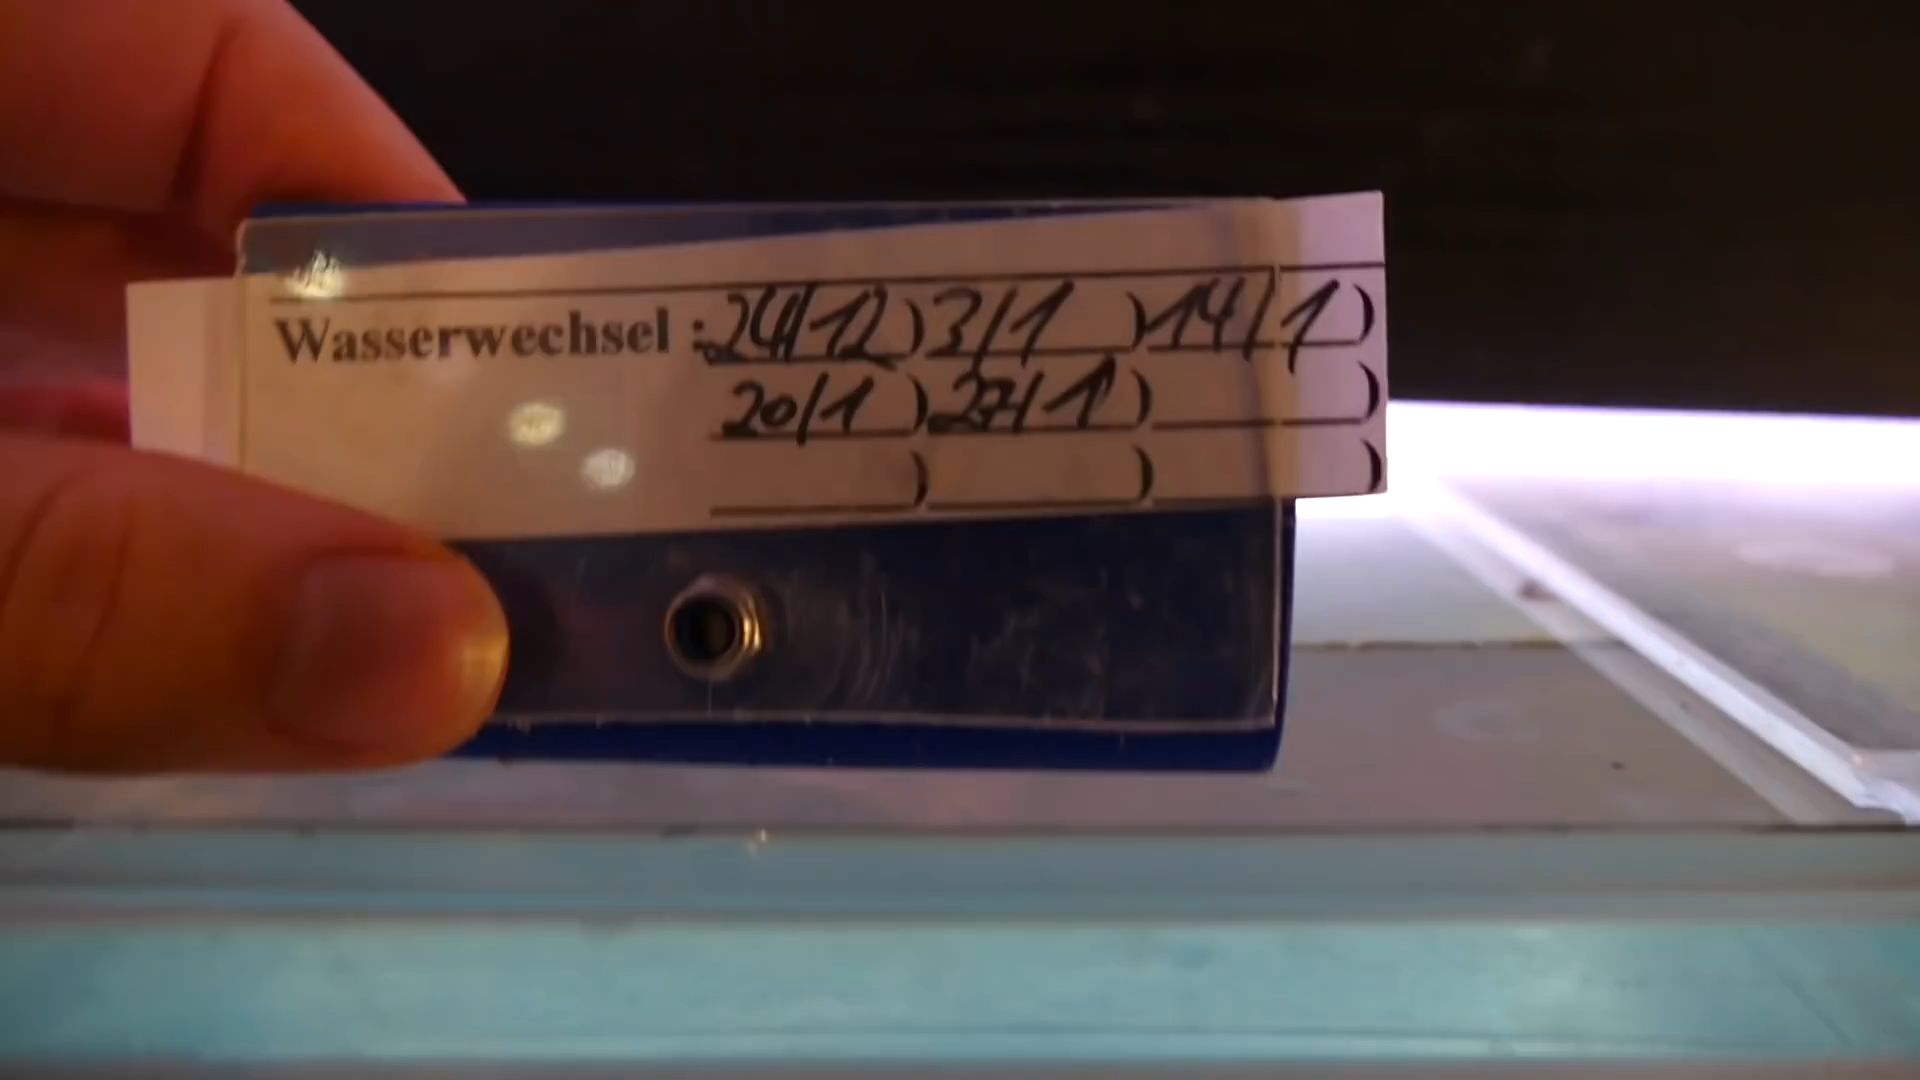 Wasserwechsel : 24/12 ) 3/1 ) 14/1 )
20/1 ) 27/1 ) )
) ) )